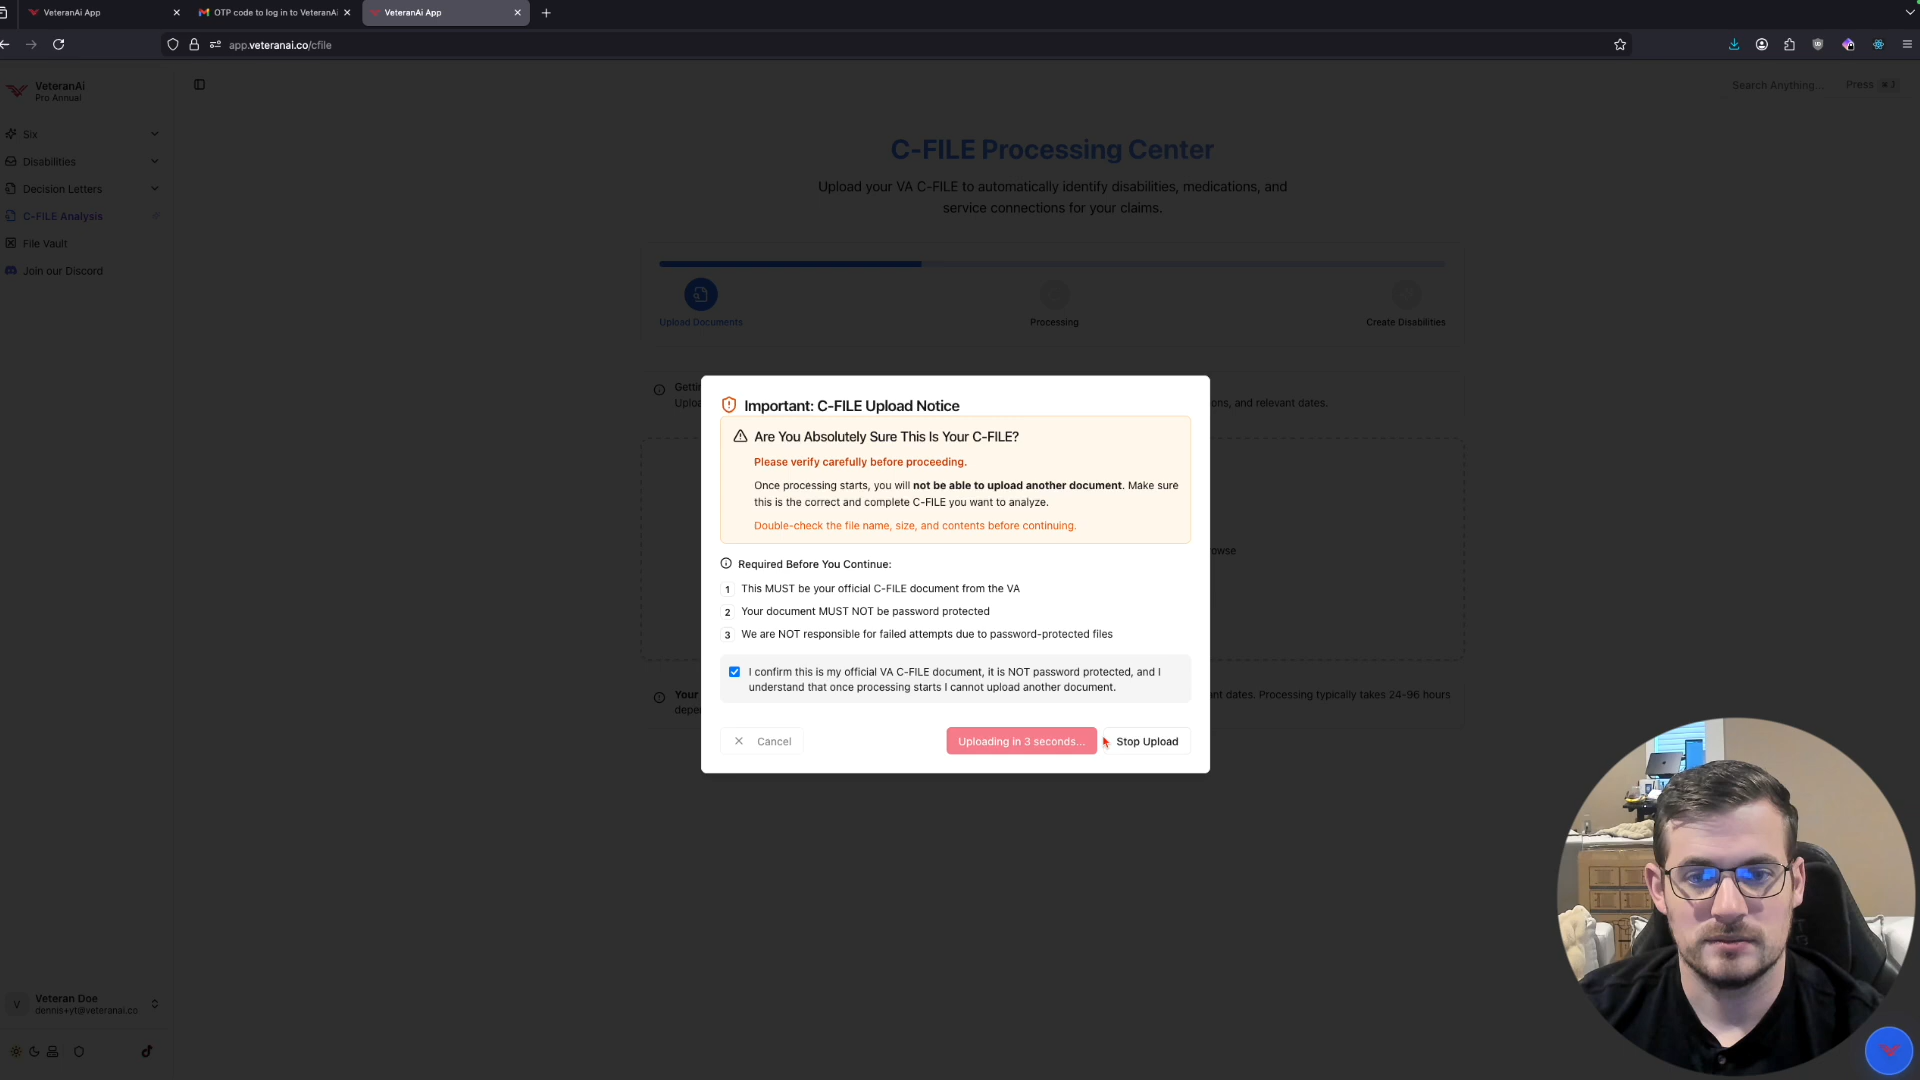 VeteranAi App
OTP code to log in to VeteranAi
VeteranAi App
app.veteranai.co/cfile
VeteranAi
Pro Annual
Search Anything...
Press ⌘ J
Six
Disabilities
Decision Letters
C-FILE Analysis
File Vault
Join our Discord
C-FILE Processing Center
Upload your VA C-FILE to automatically identify disabilities, medications, and
service connections for your claims.
Upload Documents
Processing
Create Disabilities
ons, and relevant dates.
Important: C-FILE Upload Notice
Are You Absolutely Sure This Is Your C-FILE?
Please verify carefully before proceeding.
Once processing starts, you will not be able to upload another document. Make sure
this is the correct and complete C-FILE you want to analyze.
Double-check the file name, size, and contents before continuing.
owse
Required Before You Continue:
1 This MUST be your official C-FILE document from the VA
2 Your document MUST NOT be password protected
3 We are NOT responsible for failed attempts due to password-protected files
I confirm this is my official VA C-FILE document, it is NOT password protected, and I
understand that once processing starts I cannot upload another document.
Your
ant dates. Processing typically takes 24-96 hours
depe
Cancel
Uploading in 3 seconds...
Stop Upload
V
Veteran Doe
dennis+yt@veteranai.co